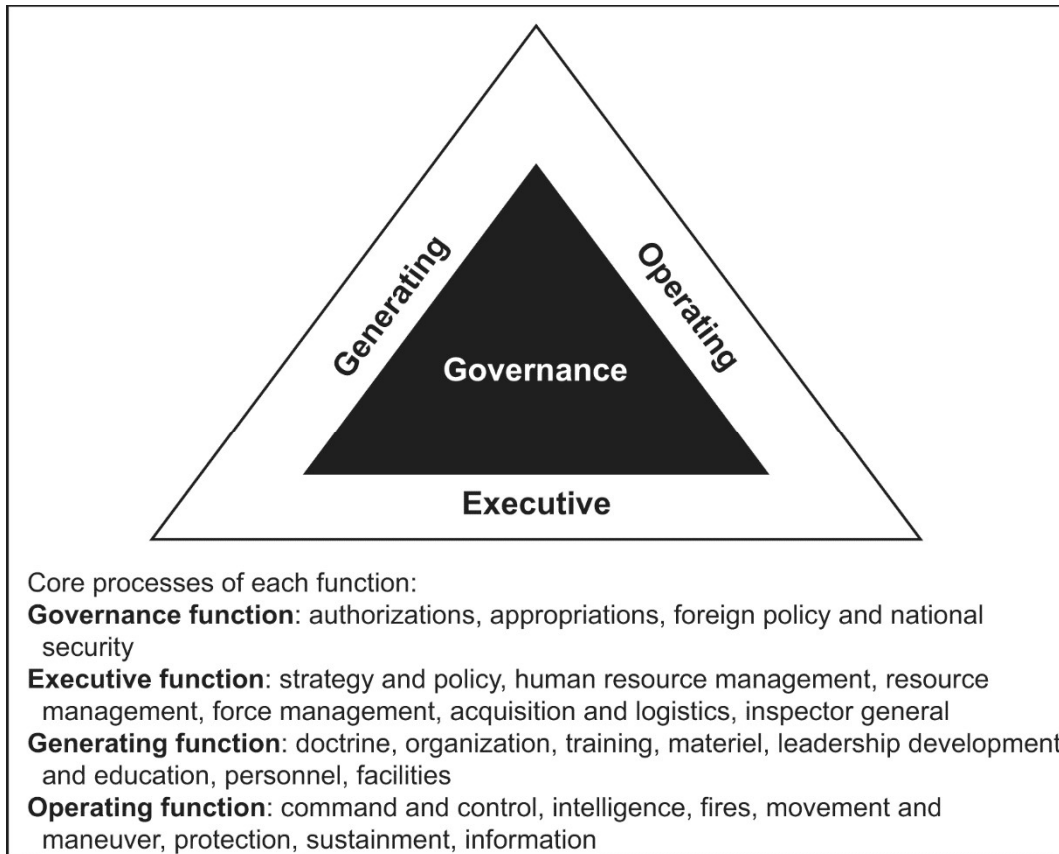 Generating
Operating
Governance
Executive
Core processes of each function:
Governance function: authorizations, appropriations, foreign policy and national
security
Executive function: strategy and policy, human resource management, resource
management, force management, acquisition and logistics, inspector general
Generating function: doctrine, organization, training, materiel, leadership development
and education, personnel, facilities
Operating function: command and control, intelligence, fires, movement and
maneuver, protection, sustainment, information